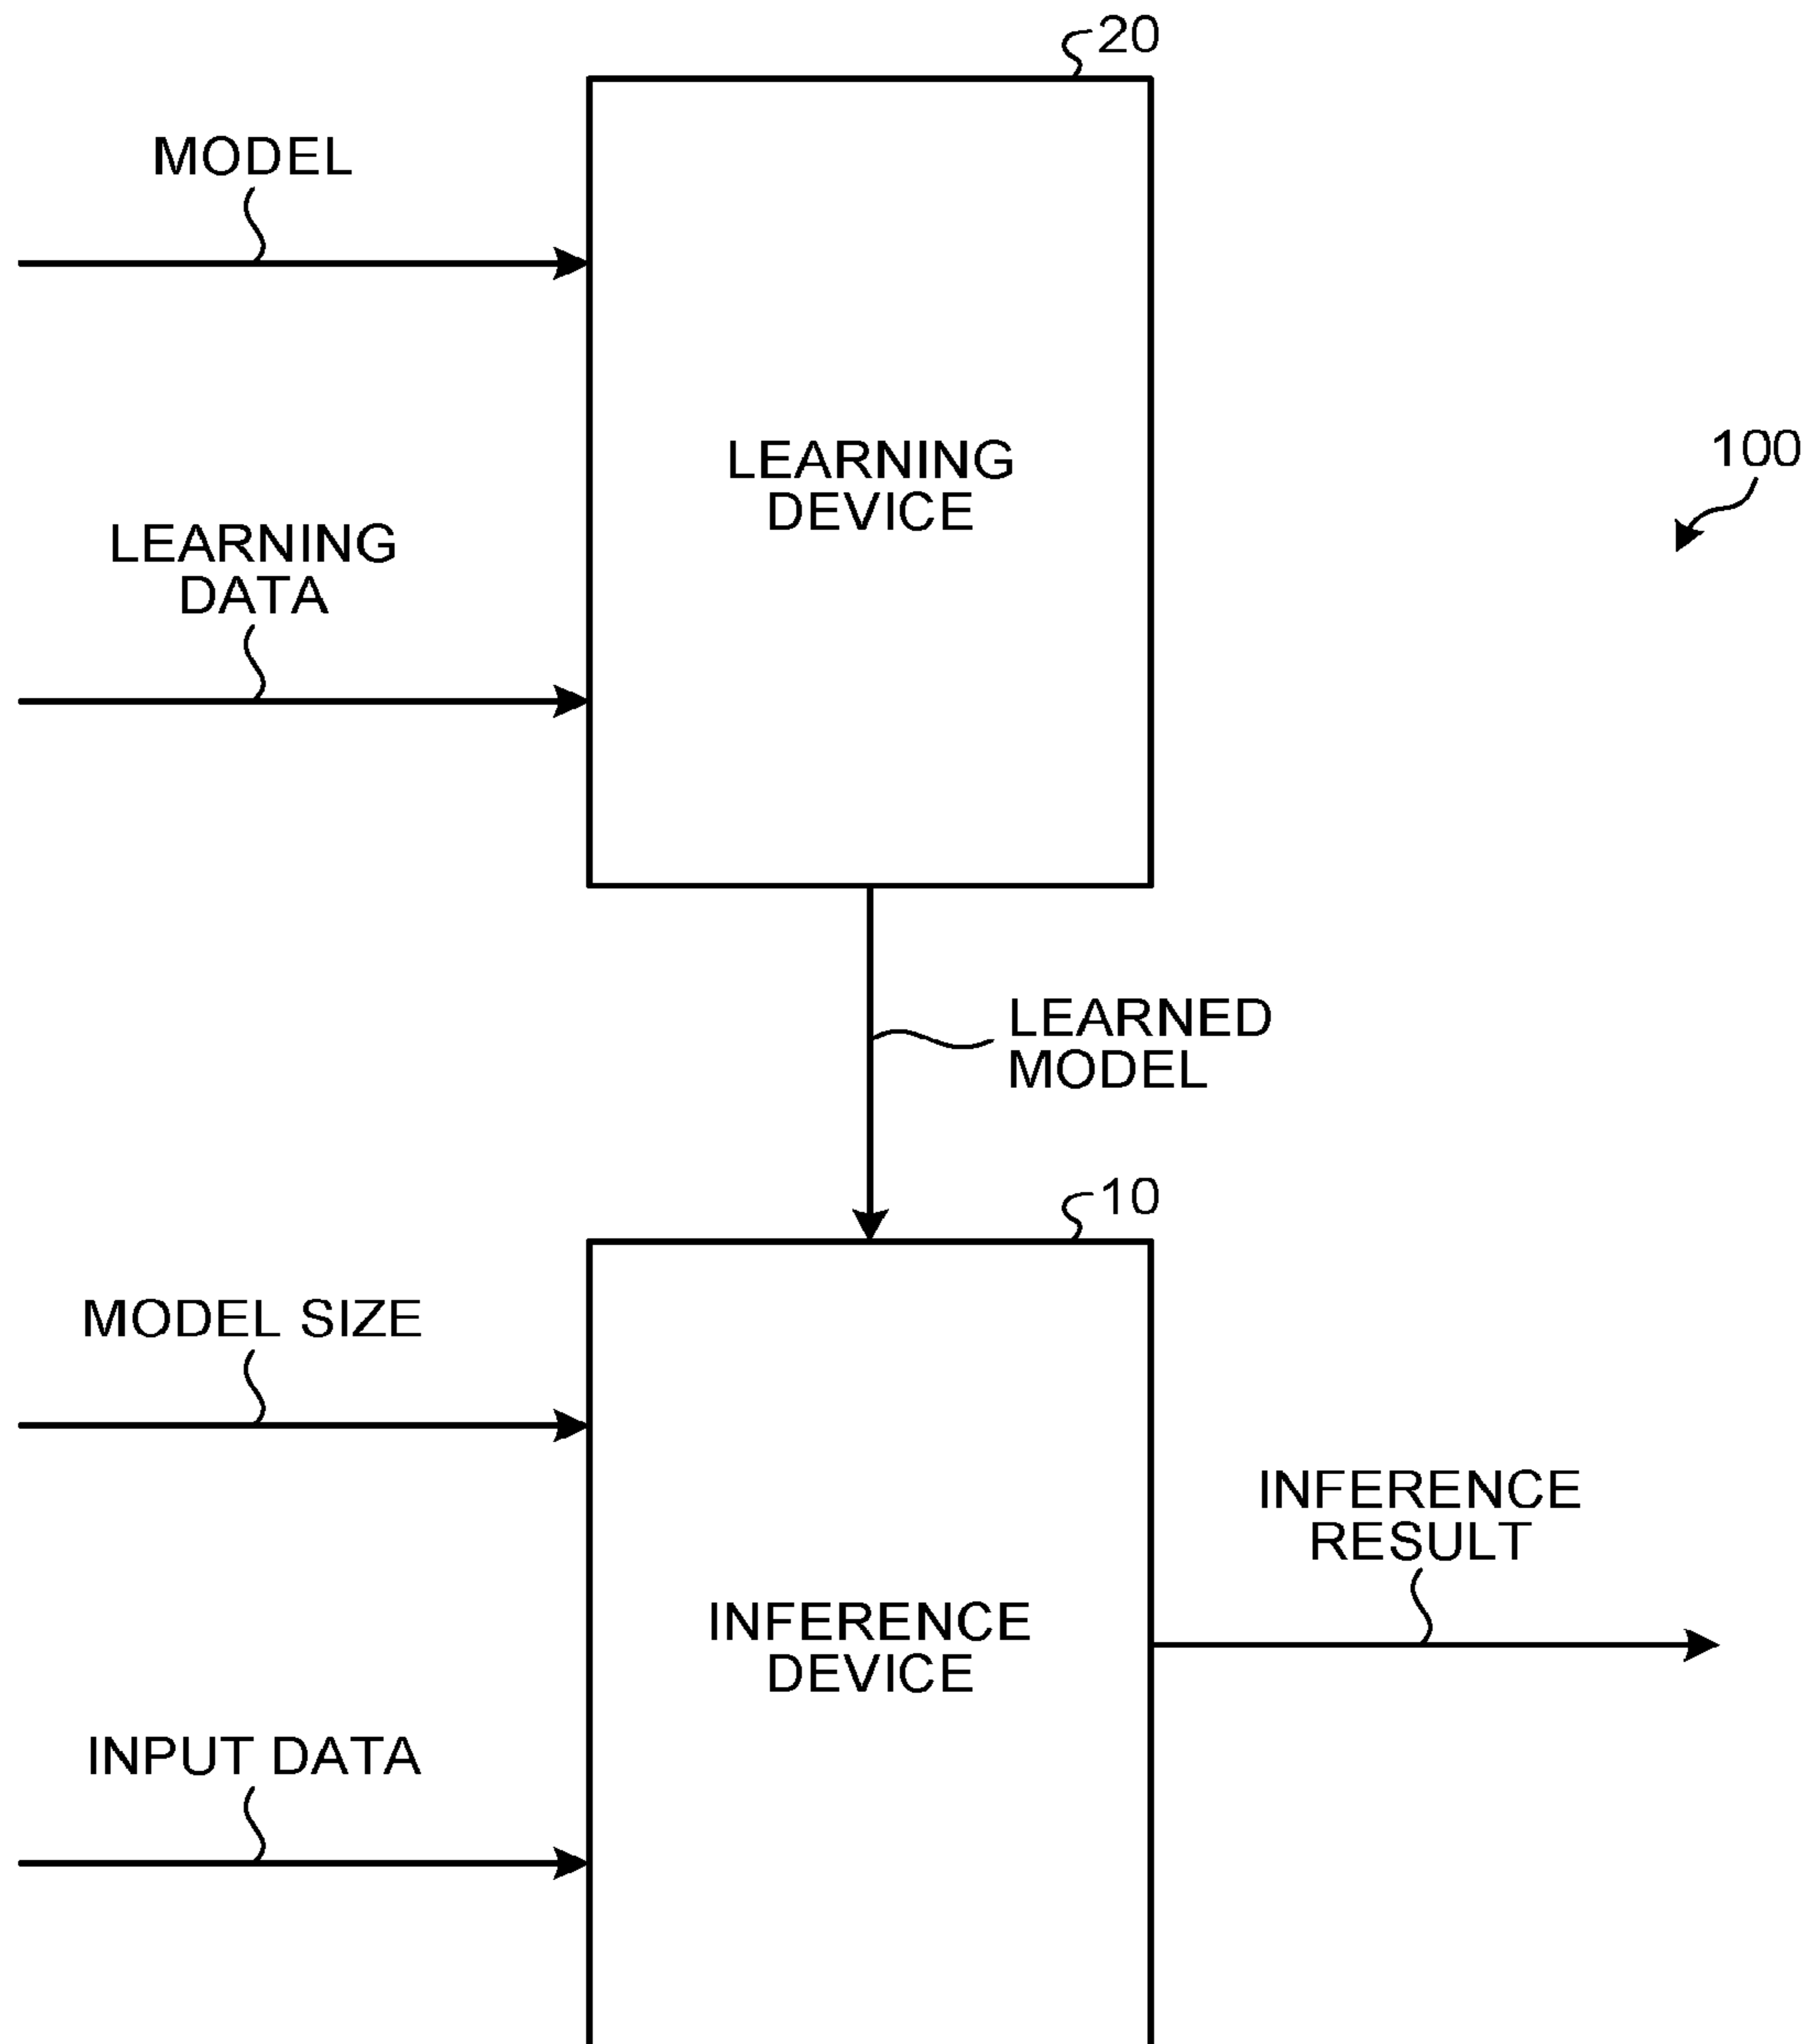 20
MODEL
LEARNING
DEVICE
100
LEARNING
DATA
LEARNED
MODEL
10
MODEL SIZE
INFERENCE
RESULT
INFERENCE
DEVICE
INPUT DATA